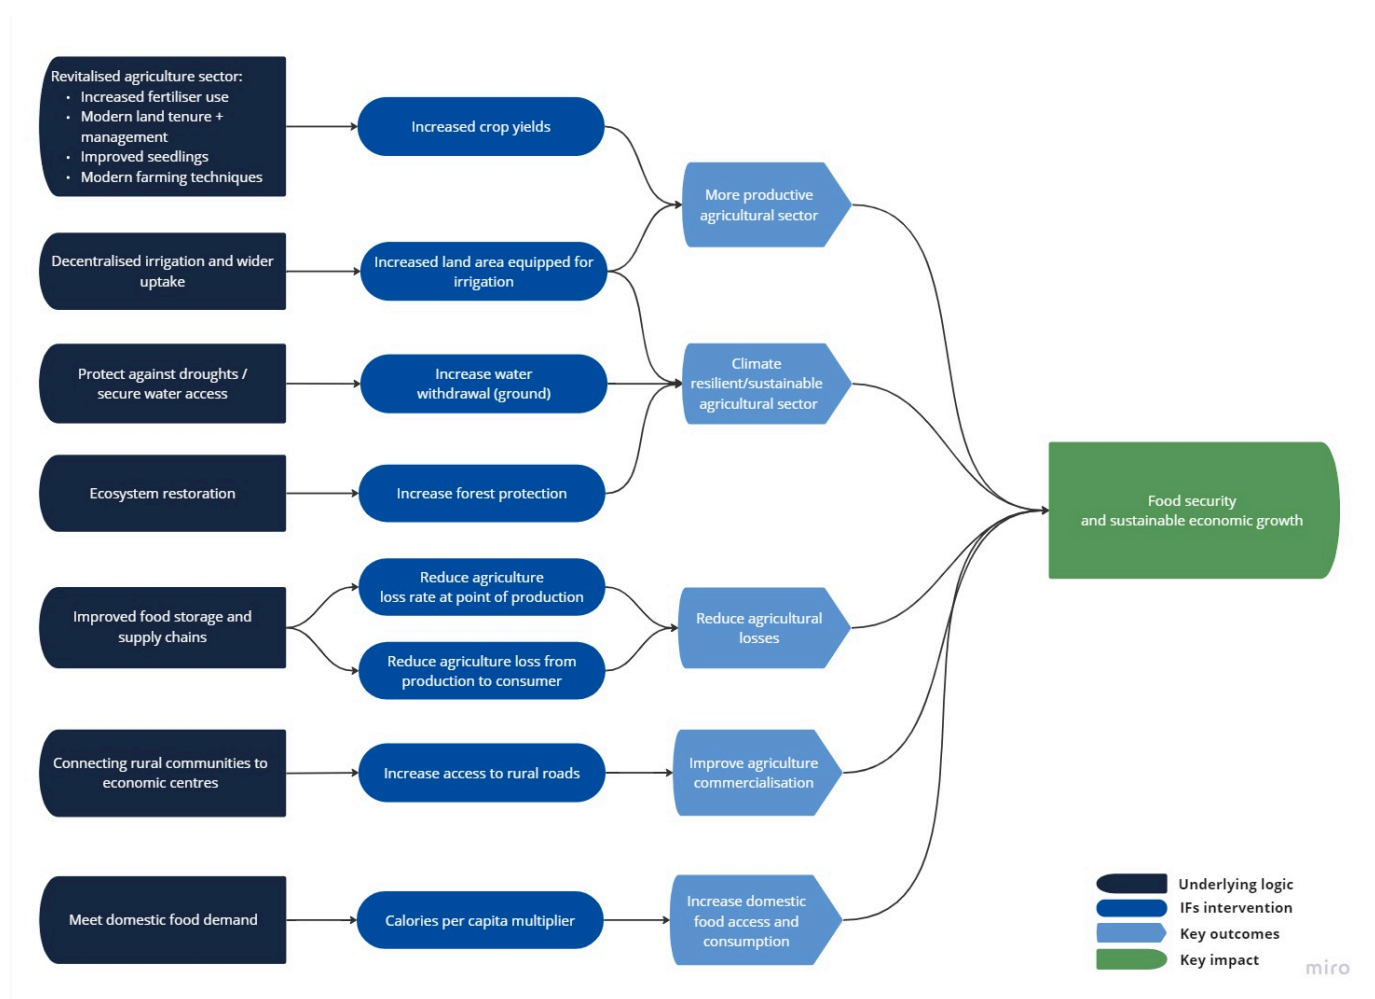 Revitalised agriculture sector:
• Increased fertiliser use
• Modern land tenure +
management
• Improved seedlings
• Modern farming techniques
Increased crop yields
More productive
agricultural sector
Decentralised irrigation and wider
uptake
Increased land area equipped for
irrigation
Protect against droughts /
secure water access
Increase water
withdrawal (ground)
Climate
resilient/sustainable
agricultural sector
Ecosystem restoration
Increase forest protection
Food security
and sustainable economic growth
Improved food storage and
supply chains
Reduce agriculture
loss rate at point of production
Reduce agriculture loss from
production to consumer
Reduce agricultural
losses
Connecting rural communities to
economic centres
Increase access to rural roads
Improve agriculture
commercialisation
Meet domestic food demand
Calories per capita multiplier
Increase domestic
food access and
consumption
Underlying logic
IFs intervention
Key outcomes
Key impact
miro